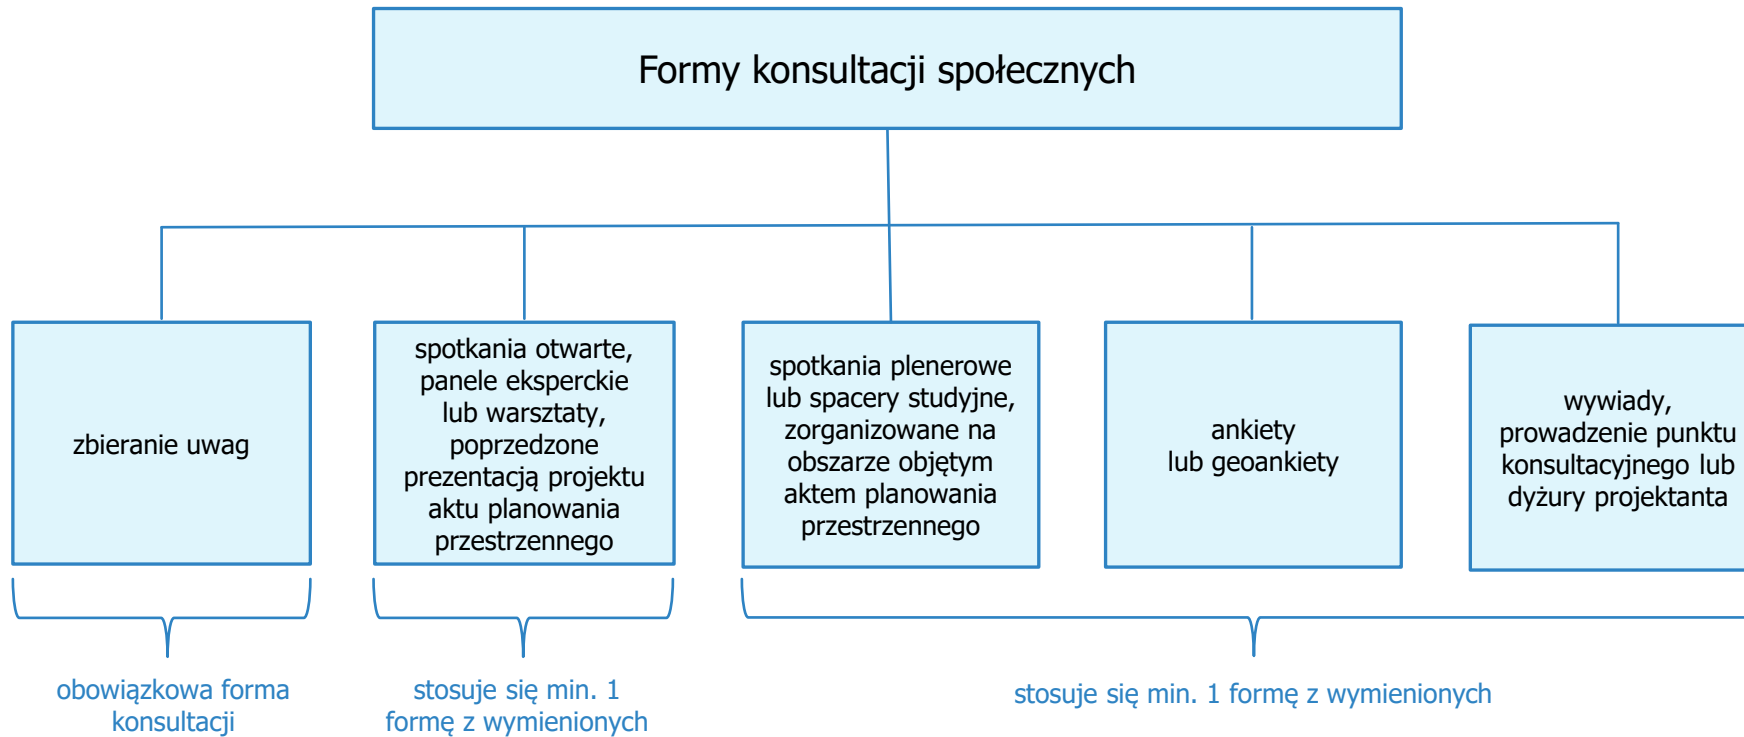 Formy konsultacji społecznych
zbieranie uwag
spotkania otwarte,
panele eksperckie
lub warsztaty,
poprzedzone
prezentacją projektu
aktu planowania
przestrzennego
spotkania plenerowe
lub spacery studyjne,
zorganizowane na
obszarze objętym
aktem planowania
przestrzennego
ankiety
lub geoankiety
wywiady,
prowadzenie punktu
konsultacyjnego lub
dyżury projektanta
obowiązkowa forma
konsultacji
stosuje się min. 1
formę z wymienionych
stosuje się min. 1 formę z wymienionych